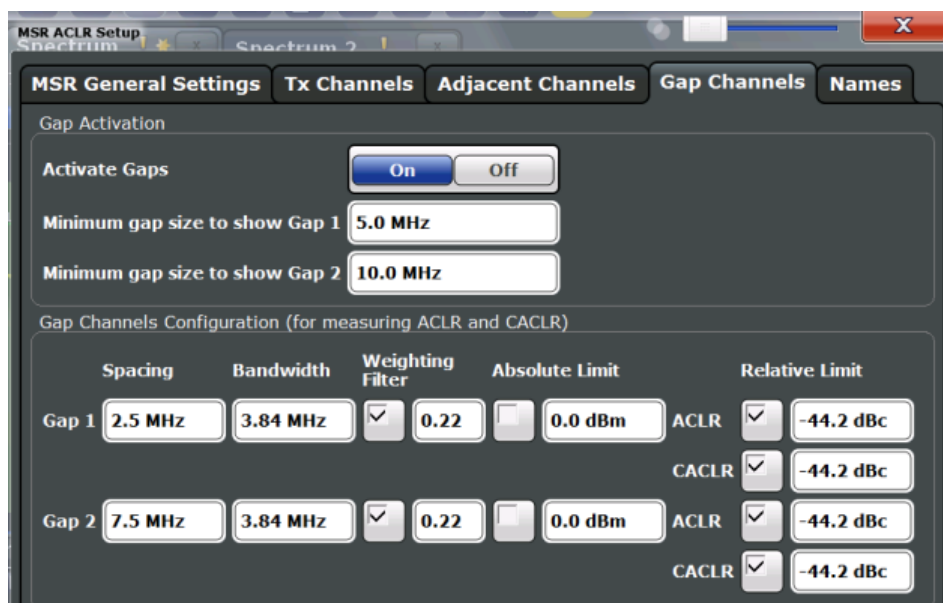 MSR ACLR Setup
Spectrum Spectrum 2
MSR General Settings Tx Channels Adjacent Channels Gap Channels Names
Gap Activation
Activate Gaps On Off
Minimum gap size to show Gap 1 5.0 MHz
Minimum gap size to show Gap 2 10.0 MHz
Gap Channels Configuration (for measuring ACLR and CACLR)
Spacing Bandwidth Weighting Filter Absolute Limit Relative Limit
Gap 1 2.5 MHz 3.84 MHz 0.22 0.0 dBm ACLR -44.2 dBc
CACLR -44.2 dBc
Gap 2 7.5 MHz 3.84 MHz 0.22 0.0 dBm ACLR -44.2 dBc
CACLR -44.2 dBc